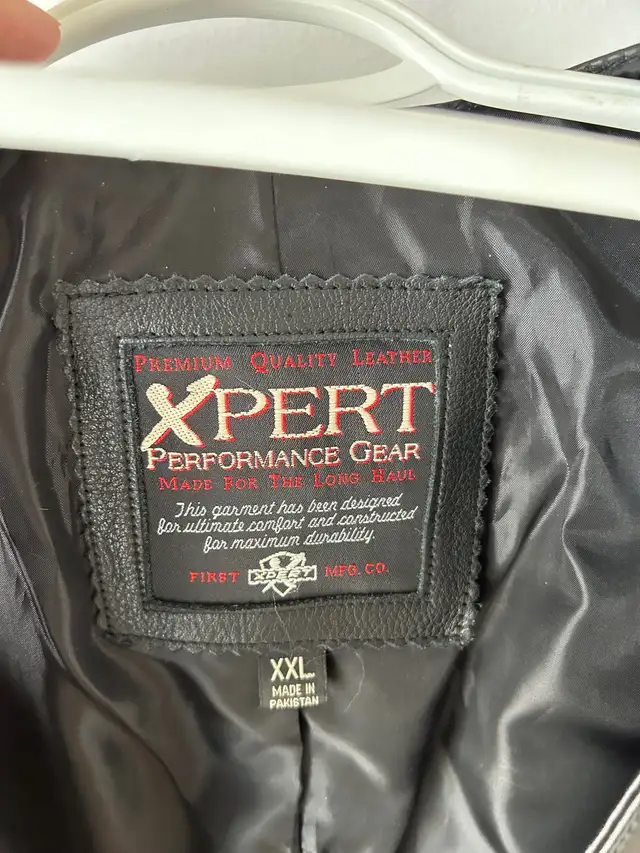 PREMIUM QUALITY LEATHER
XPERT
PERFORMANCE GEAR
MADE FOR THE LONG HAUL
This garment has been designed
for ultimate comfort and constructed
for maximum durability.
FIRST XPERT MFG. CO.
XXL
MADE IN
PAKISTAN